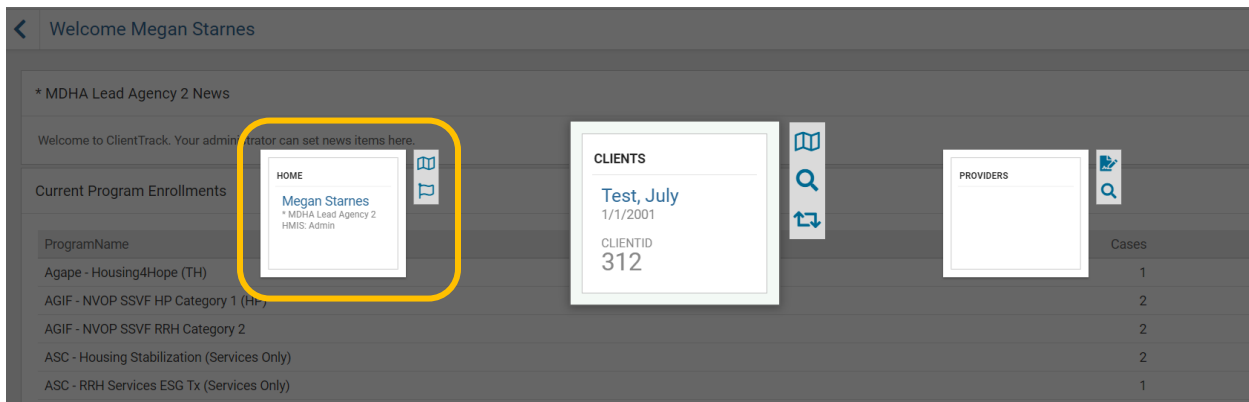 Welcome Megan Starnes
* MDHA Lead Agency 2 News
Welcome to ClientTrack. Your administrator can set news items here.
HOME
Megan Starnes
* MDHA Lead Agency 2
HMIS: Admin
CLIENTS
Test, July
1/1/2001
CLIENTID
312
PROVIDERS
Current Program Enrollments
ProgramName Cases
Agape - Housing4Hope (TH) 1
AGIF - NVOP SSVF HP Category 1 (HP) 2
AGIF - NVOP SSVF RRH Category 2 2
ASC - Housing Stabilization (Services Only) 2
ASC - RRH Services ESG Tx (Services Only) 1